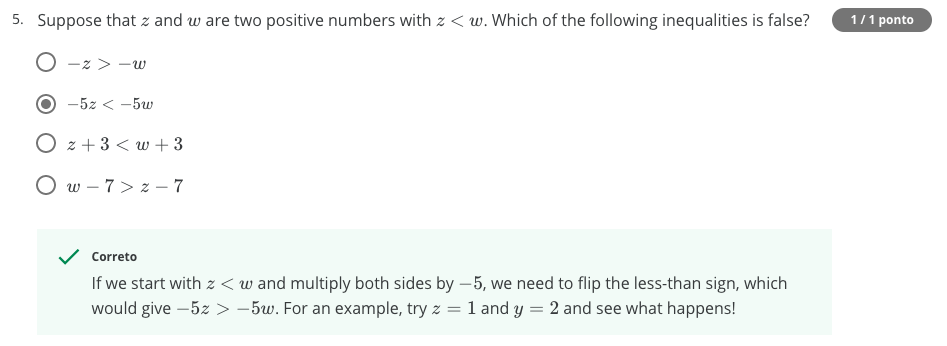 5. Suppose that z and w are two positive numbers with z < w. Which of the following inequalities is false? 1 / 1 ponto
−z > −w
−5z < −5w
z + 3 < w + 3
w − 7 > z − 7
Correto
If we start with z < w and multiply both sides by −5, we need to flip the less-than sign, which
would give −5z > −5w. For an example, try z = 1 and y = 2 and see what happens!